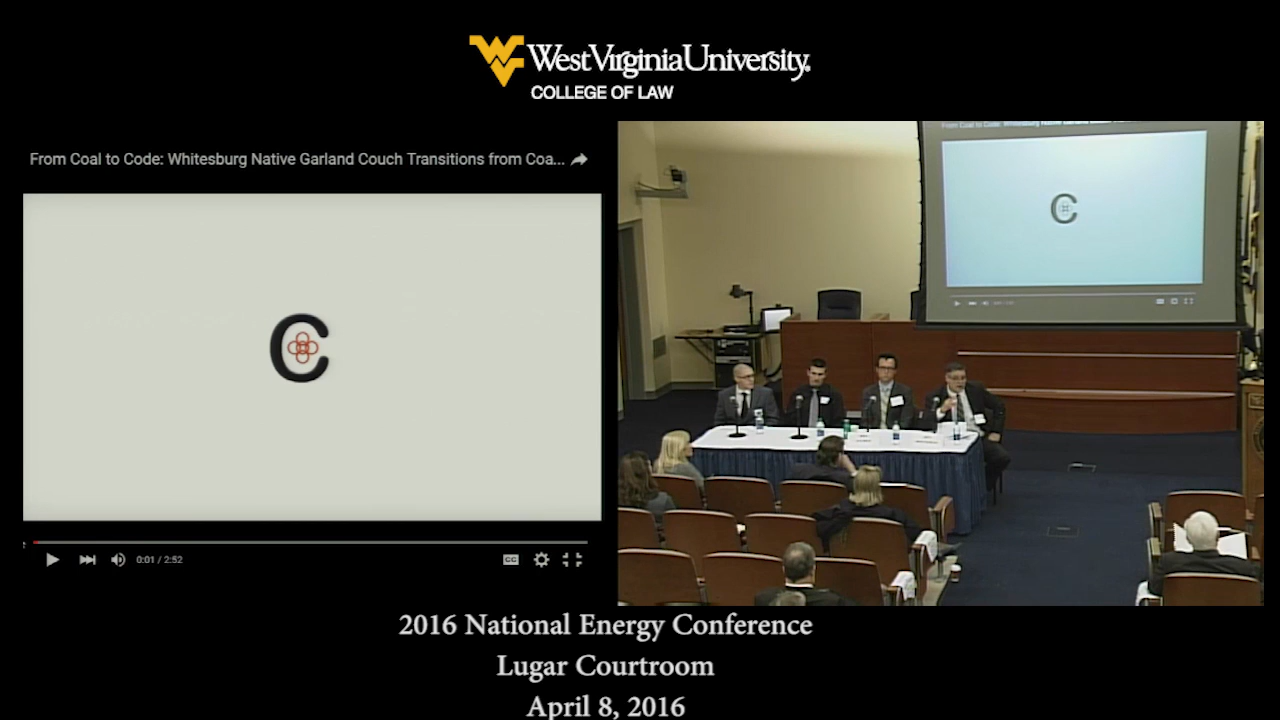 WestVirginiaUniversity.
COLLEGE OF LAW
From Coal to Code: Whitesburg Native Garland Couch Transitions from Coa...
C
0:01 / 2:52
CC
2016 National Energy Conference
Lugar Courtroom
April 8, 2016